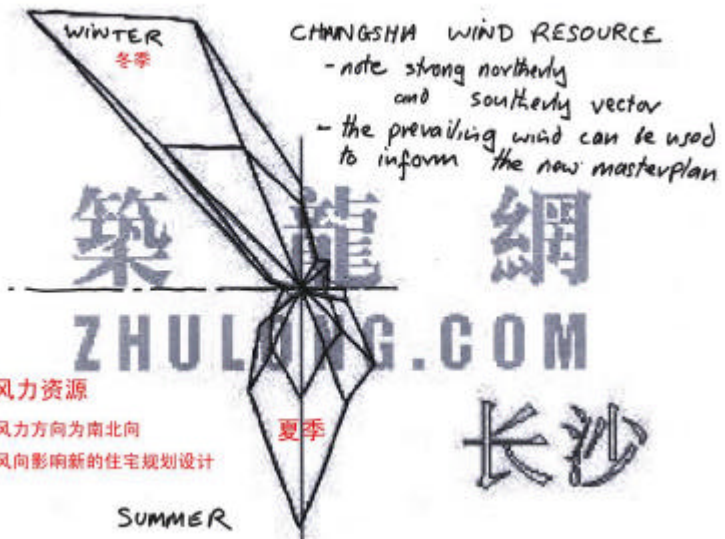 WINTER
冬季
CHANGSHA WIND RESOURCE
- note strong northerly
and southerly vector
- the prevailing wind can be used
to inform the new masterplan
築龍網
ZHULONG.COM
风力资源
风力方向为南北向
风向影响新的住宅规划设计
夏季
长沙
SUMMER